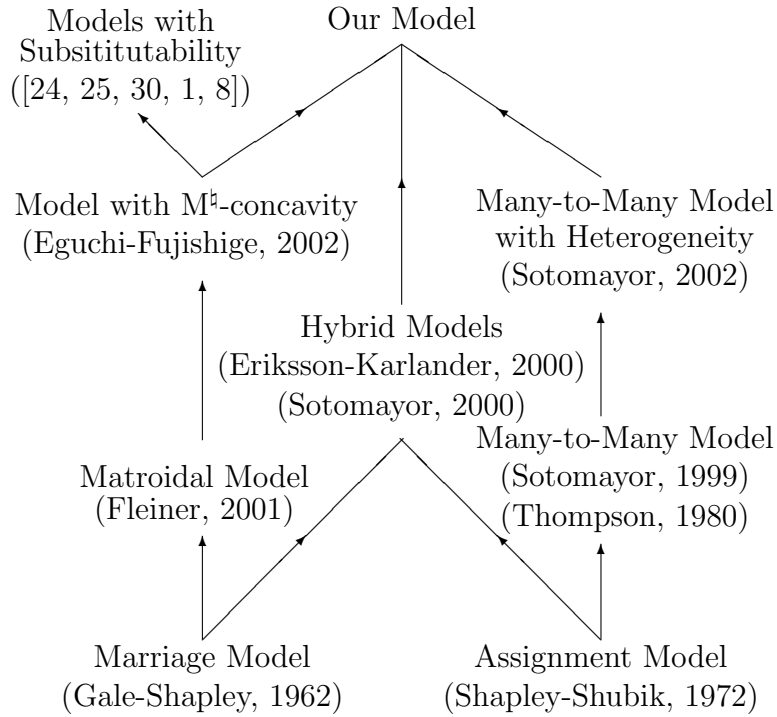 Models with
Subsititutability
([24, 25, 30, 1, 8])
Our Model
Model with M♮-concavity
(Eguchi-Fujishige, 2002)
Many-to-Many Model
with Heterogeneity
(Sotomayor, 2002)
Hybrid Models
(Eriksson-Karlander, 2000)
(Sotomayor, 2000)
Matroidal Model
(Fleiner, 2001)
Many-to-Many Model
(Sotomayor, 1999)
(Thompson, 1980)
Marriage Model
(Gale-Shapley, 1962)
Assignment Model
(Shapley-Shubik, 1972)